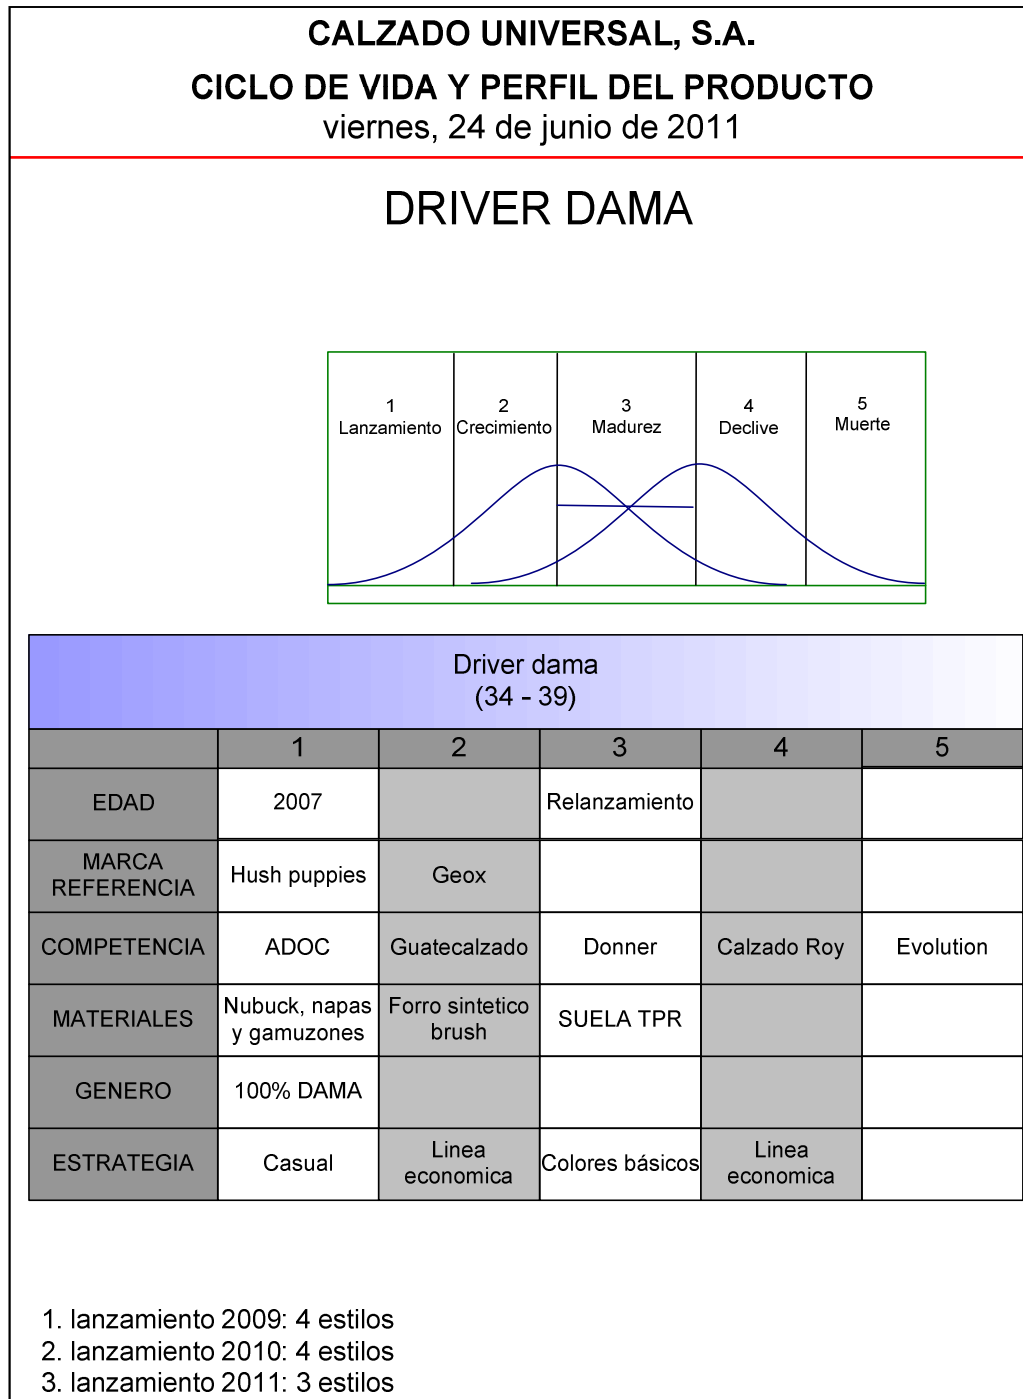 CALZADO UNIVERSAL, S.A.
CICLO DE VIDA Y PERFIL DEL PRODUCTO
viernes, 24 de junio de 2011
DRIVER DAMA
1 2 3 4 5
Lanzamiento Crecimiento Madurez Declive Muerte
Driver dama
(34 - 39)
1 2 3 4 5
EDAD 2007 Relanzamiento
MARCA
REFERENCIA Hush puppies Geox
COMPETENCIA ADOC Guatecalzado Donner Calzado Roy Evolution
MATERIALES Nubuck, napas
y gamuzones Forro sintetico
brush SUELA TPR
GENERO 100% DAMA
ESTRATEGIA Casual Linea
economica Colores básicos Linea
economica
1. lanzamiento 2009: 4 estilos
2. lanzamiento 2010: 4 estilos
3. lanzamiento 2011: 3 estilos